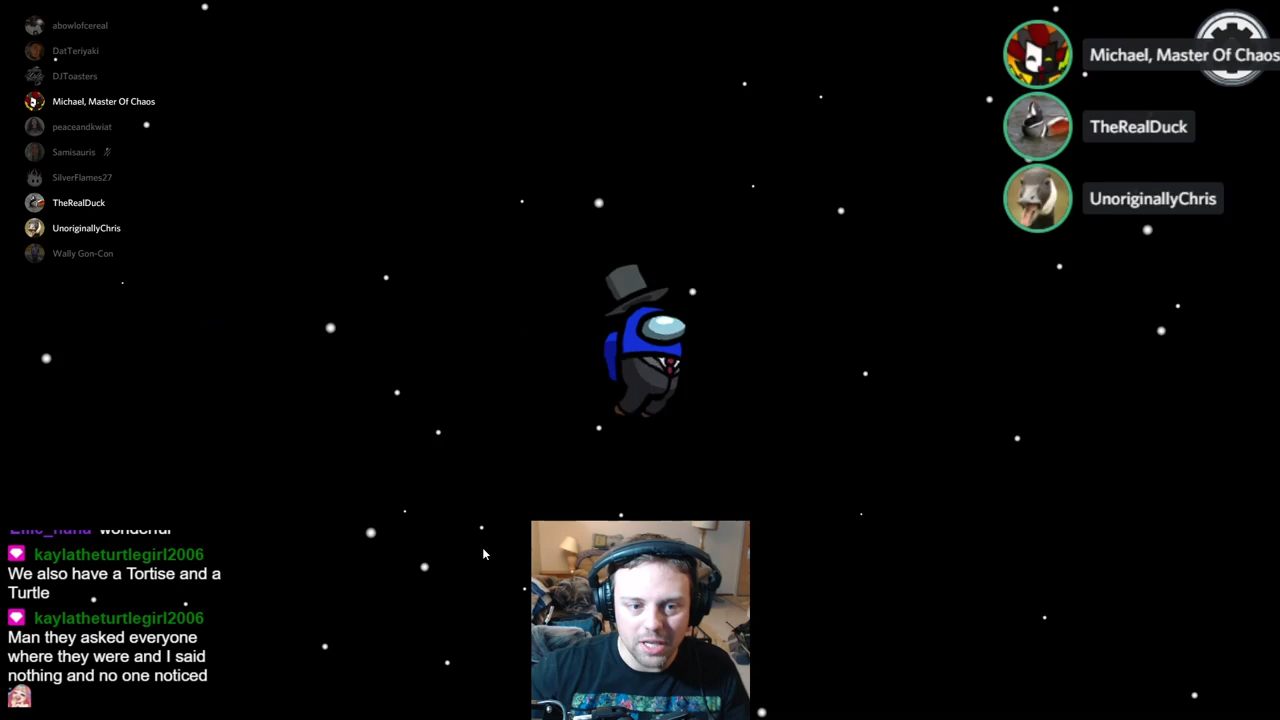 abowlofcereal
DatTeriyaki
DJToasters
Michael, Master Of Chaos
peaceandkwiat
Samisauris
SilverFlames27
TheRealDuck
UnoriginallyChris
Wally Gon-Con
Michael, Master Of Chaos
TheRealDuck
UnoriginallyChris
wonderful
kaylatheturtlegirl2006
We also have a Tortise and a
Turtle
kaylatheturtlegirl2006
Man they asked everyone
where they were and I said
nothing and no one noticed